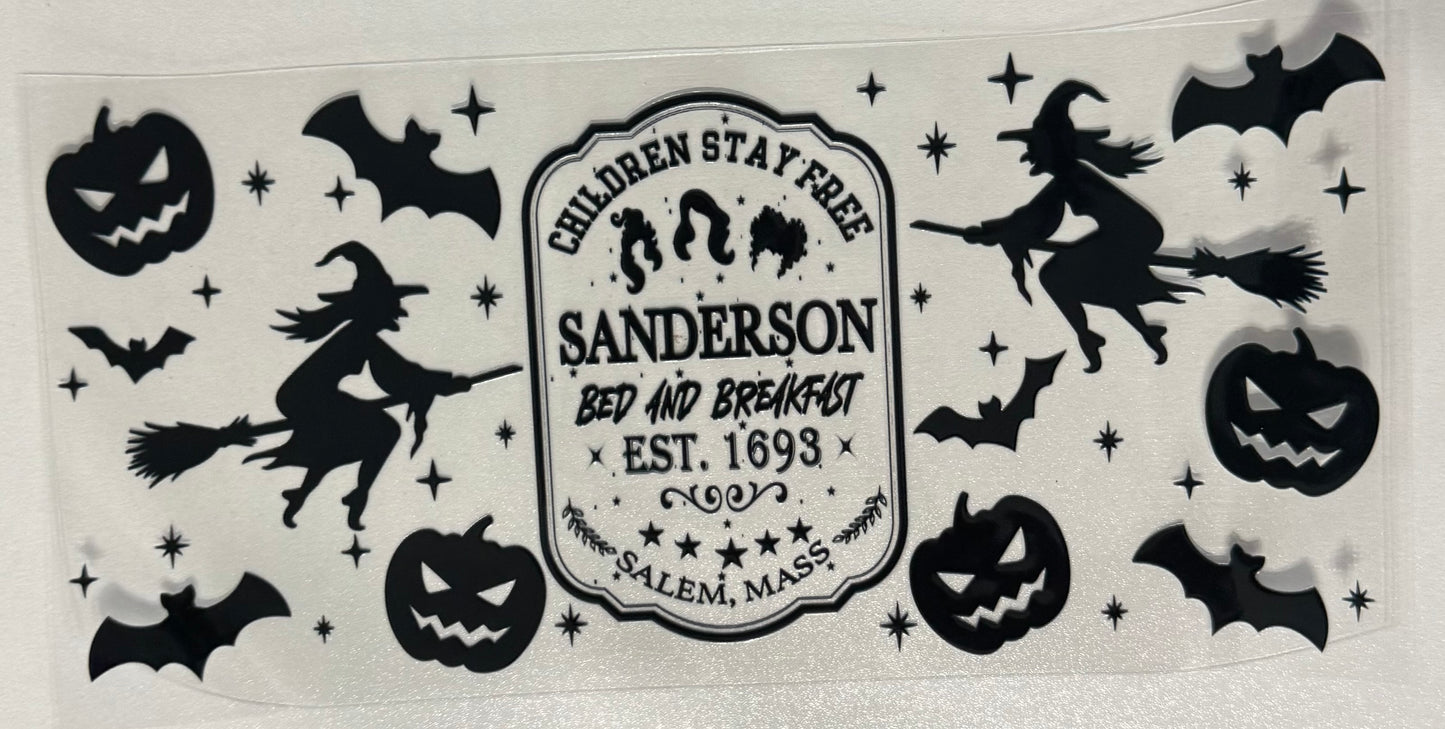 CHILDREN STAY FREE
SANDERSON
BED AND BREAKFAST
EST. 1693
SALEM, MASS